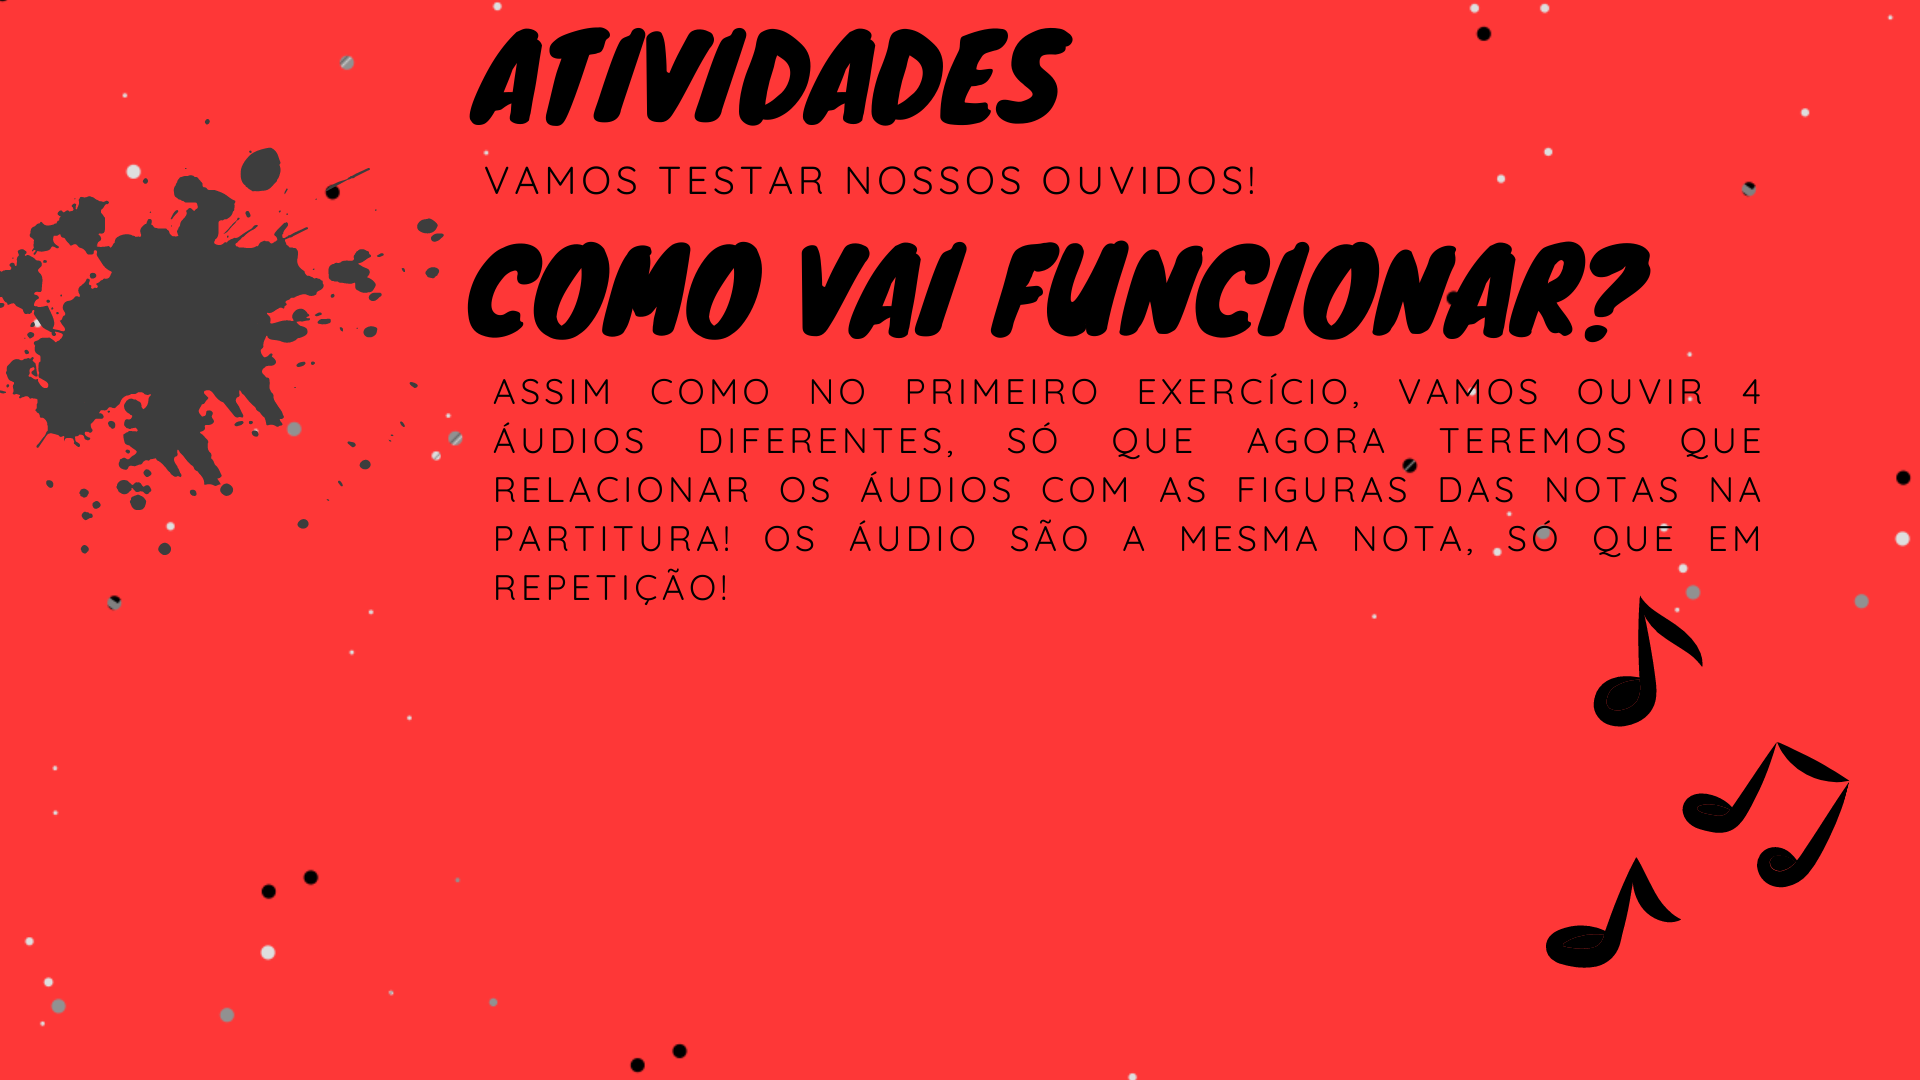 ATIVIDADES
VAMOS TESTAR NOSSOS OUVIDOS!
COMO VAI FUNCIONAR?
ASSIM COMO NO PRIMEIRO EXERCÍCIO, VAMOS OUVIR 4
ÁUDIOS DIFERENTES, SÓ QUE AGORA TEREMOS QUE
RELACIONAR OS ÁUDIOS COM AS FIGURAS DAS NOTAS NA
PARTITURA! OS ÁUDIO SÃO A MESMA NOTA, SÓ QUE EM
REPETIÇÃO!